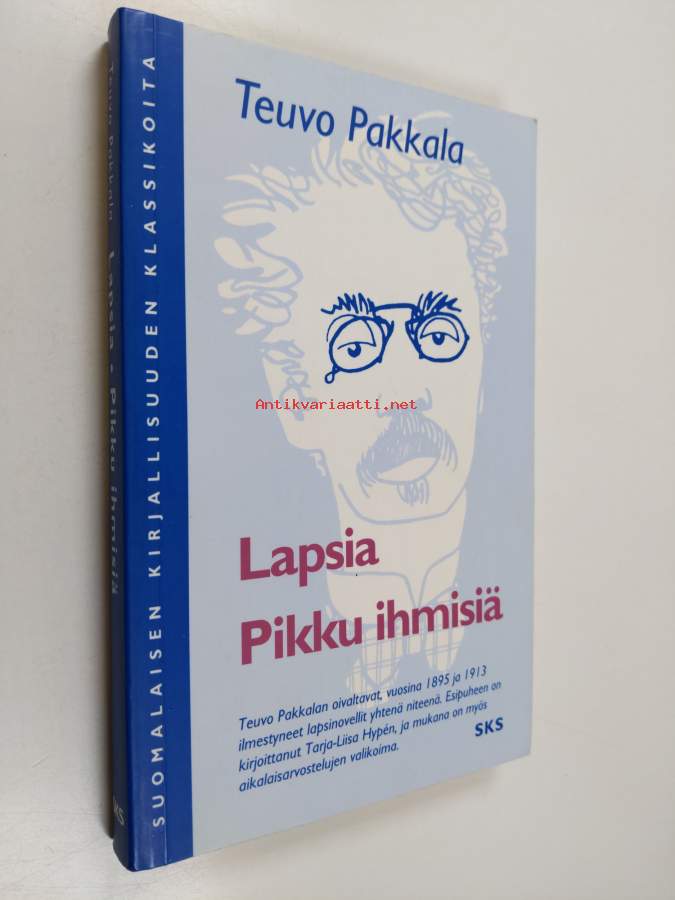 Teuvo Pakkala
Antikvariaatti.net
Lapsia
Pikku ihmisiä
Teuvo Pakkalan oivaltavat, vuosina 1895 ja 1913
ilmestyneet lapsinovellit yhtenä niteenä. Esipuheen on
kirjoittanut Tarja-Liisa Hypén, ja mukana on myös
aikalaisarvostelujen valikoima.
SKS
SUOMALAISEN KIRJALLISUUDEN KLASSIKOITA
Teuvo Pakkala Lapsia • Pikku ihmisiä
SKS